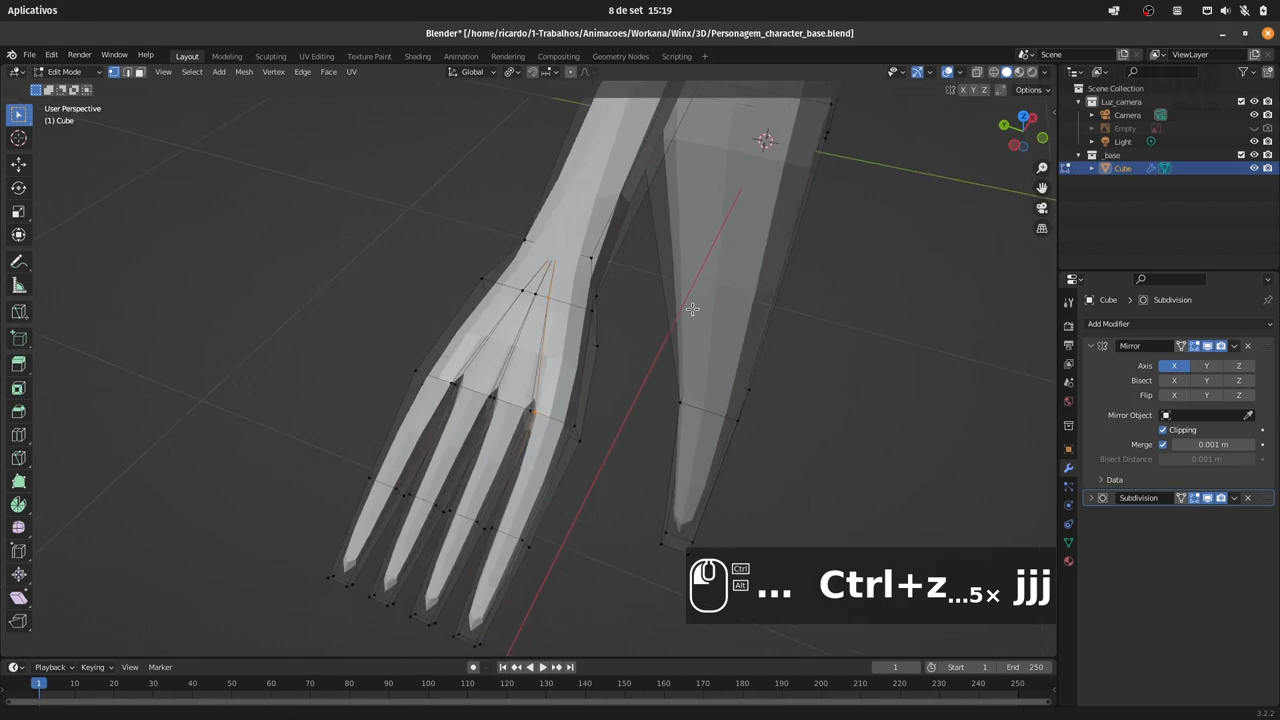 Aplicativos
8 de set 15:19
Blender* [/home/ricardo/1-Trabalhos/Animacoes/Workana/Winx/3D/Personagem_character_base.blend]
File Edit Render Window Help Layout Modeling Sculpting UV Editing Texture Paint Shading Animation Rendering Compositing Geometry Nodes Scripting + Scene ViewLayer
Edit Mode View Select Add Mesh Vertex Edge Face UV Global
X Y Z Options
User Perspective
(1) Cube
Scene Collection
Luz_camera
Camera
Empty
Light
_base
Cube
Cube > Subdivision
Add Modifier
Mirror
Axis X Y Z
Bisect X Y Z
Flip X Y Z
Mirror Object
Clipping
Merge 0.001 m
Bisect Distance 0.001 m
Data
Subdivision
Ctrl
Alt
... Ctrl+z...5× jjj
Playback Keying View Marker 1 Start 1 End 250
1 10 20 30 40 50 60 70 80 90 100 110 120 130 140 150 160 170 180 190 200 210 220 230 240 250
3.2.2